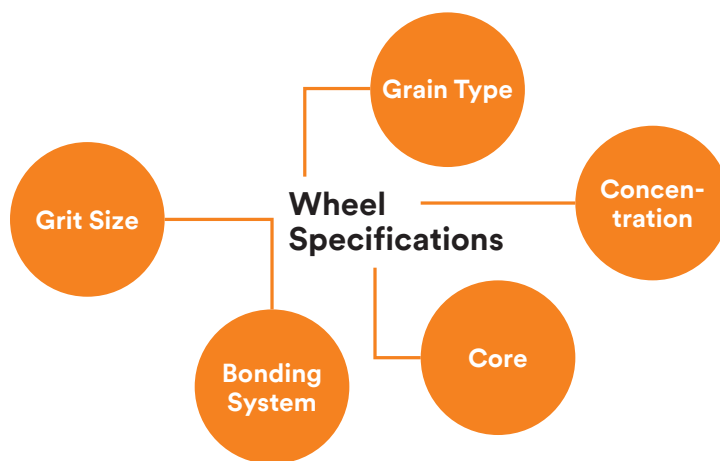 Grain Type
Concen-
tration
Wheel
Specifications
Grit Size
Core
Bonding
System